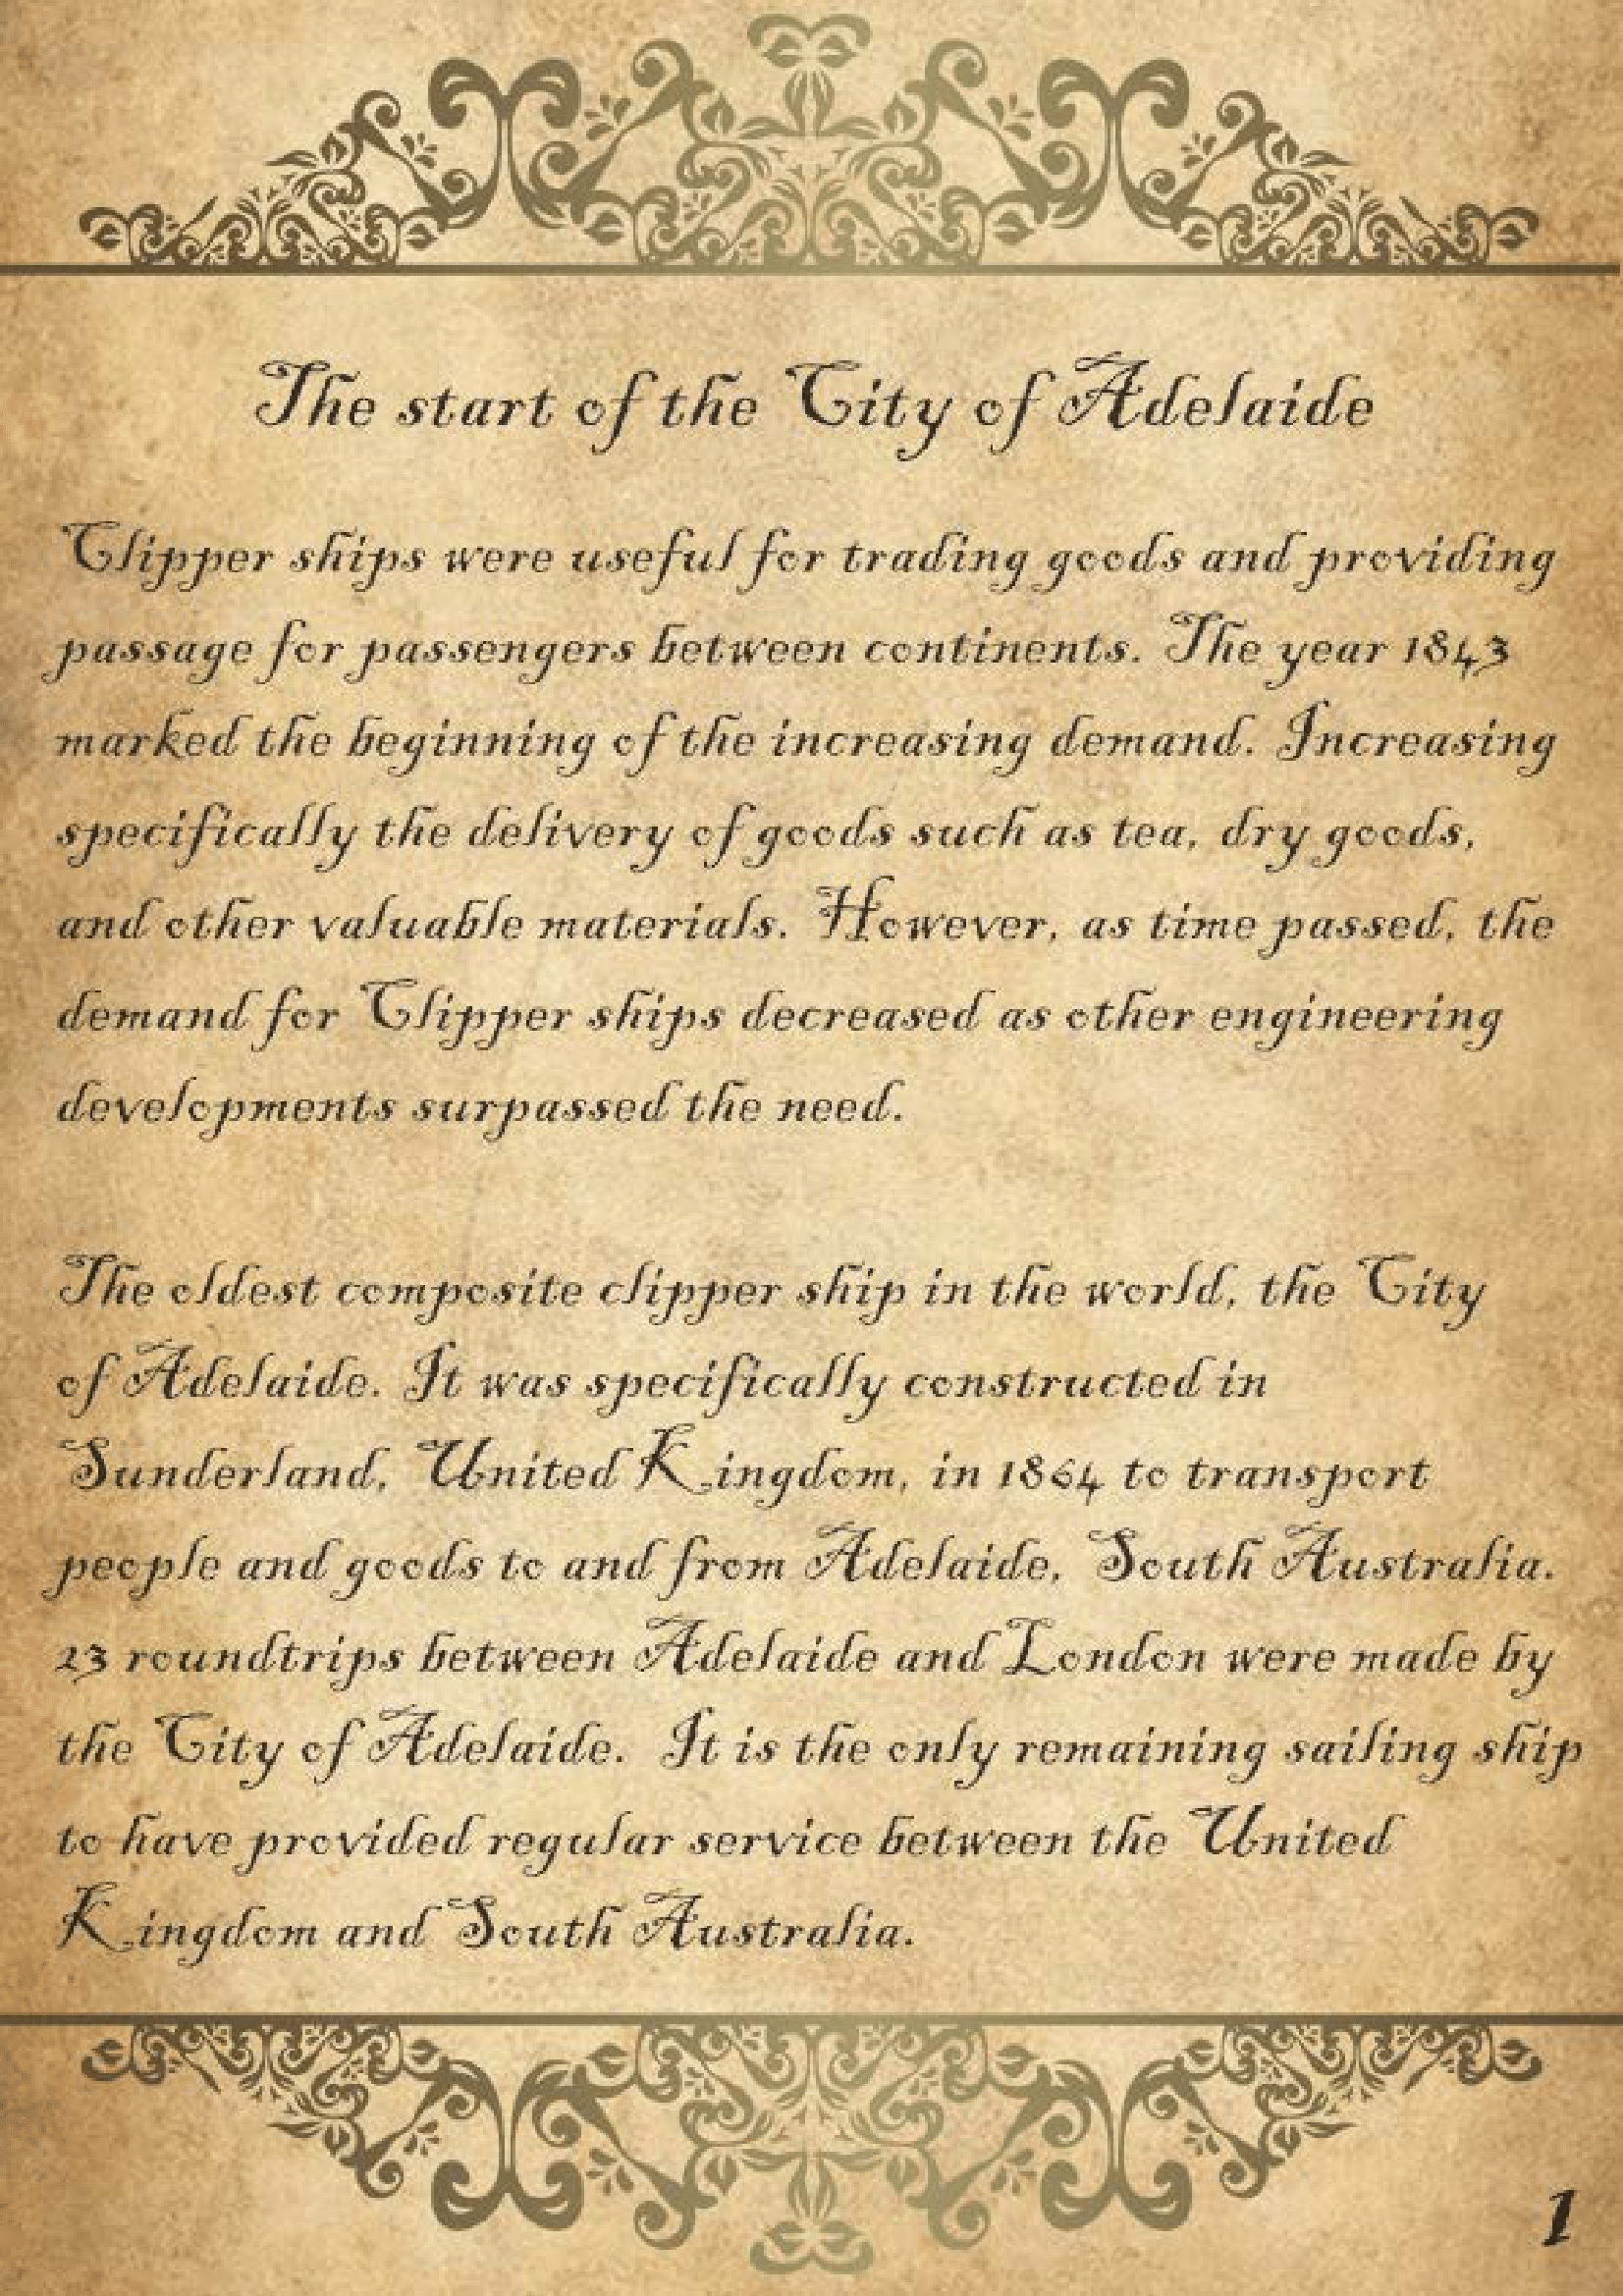 The start of the City of Adelaide
Clipper ships were useful for trading goods and providing
passage for passengers between continents. The year 1843
marked the beginning of the increasing demand. Increasing
specifically the delivery of goods such as tea, dry goods,
and other valuable materials. However, as time passed, the
demand for Clipper ships decreased as other engineering
developments surpassed the need.
The oldest composite clipper ship in the world, the City
of Adelaide. It was specifically constructed in
Sunderland, United Kingdom, in 1864 to transport
people and goods to and from Adelaide, South Australia.
23 roundtrips between Adelaide and London were made by
the City of Adelaide. It is the only remaining sailing ship
to have provided regular service between the United
Kingdom and South Australia.
1